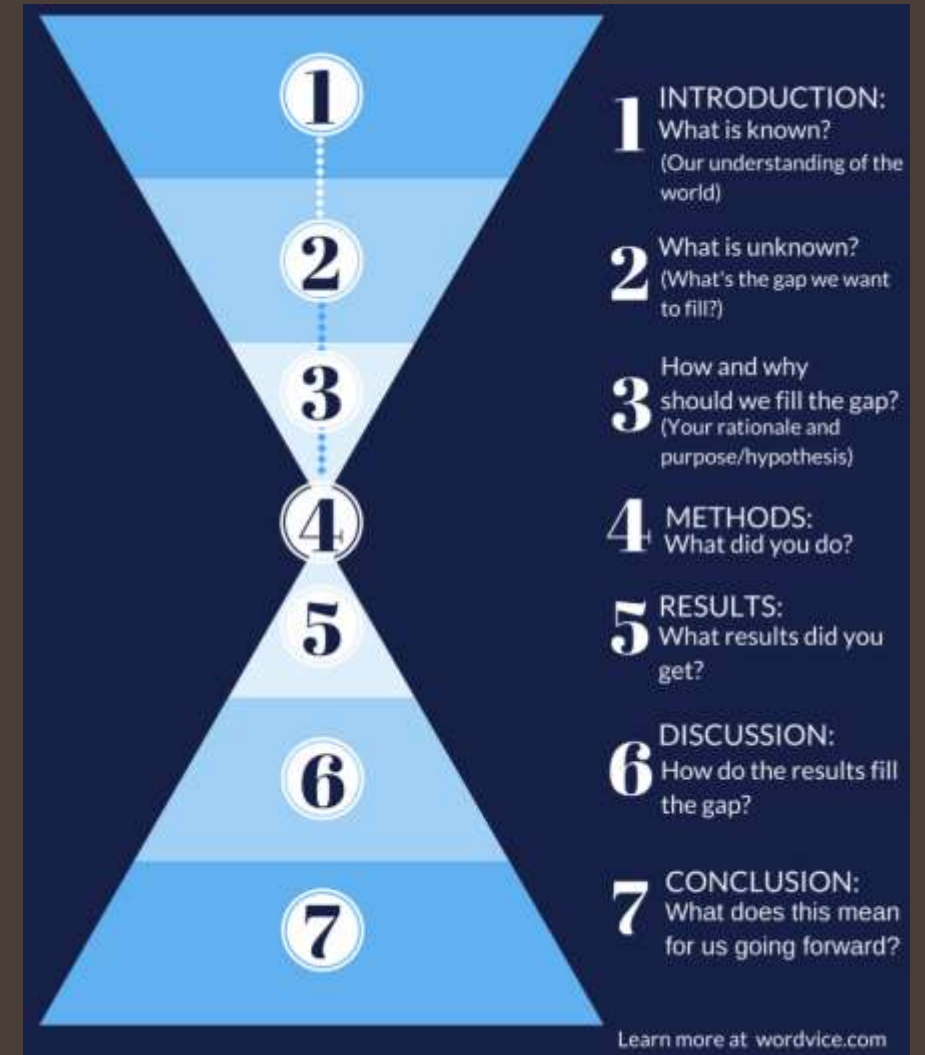 1
2
3
4
5
6
7
1 INTRODUCTION:
What is known?
(Our understanding of the
world)
2 What is unknown?
(What's the gap we want
to fill?)
3 How and why
should we fill the gap?
(Your rationale and
purpose/hypothesis)
4 METHODS:
What did you do?
5 RESULTS:
What results did you
get?
6 DISCUSSION:
How do the results fill
the gap?
7 CONCLUSION:
What does this mean
for us going forward?
Learn more at wordvice.com